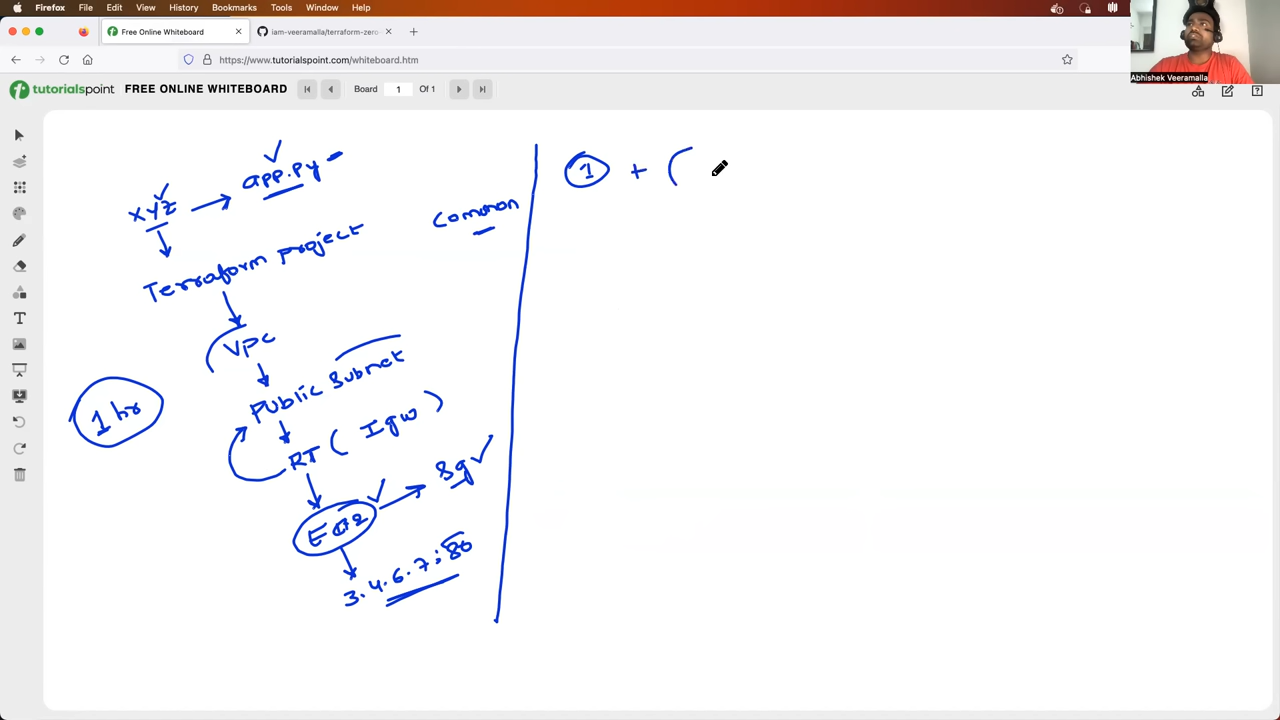 Firefox File Edit View History Bookmarks Tools Window Help
Free Online Whiteboard
iam-veeramalla/terraform-zero
https://www.tutorialspoint.com/whiteboard.htm
Abhishek Veeramalla
tutorialspoint FREE ONLINE WHITEBOARD Board 1 Of 1
app.py
xyz
Common
Terraform project
VPC
Public Subnet
1 hr
RT ( Igw )
Sg
EC2
3.4.6.7:80
1 + (